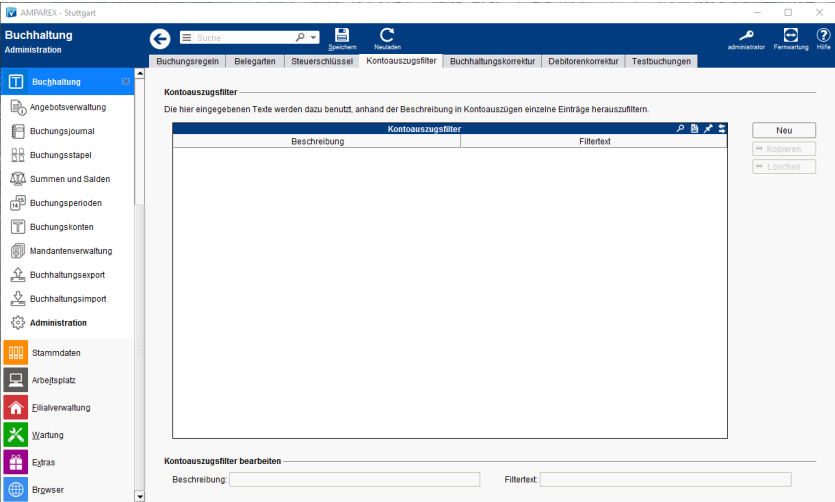 AMPAREX - Stuttgart
Buchhaltung
Administration
Suche
Speichern
Neuladen
administrator
Fernwartung
Hilfe
Buchungsregeln
Belegarten
Steuerschlüssel
Kontoauszugsfilter
Buchhaltungskorrektur
Debitorenkorrektur
Testbuchungen
Buchhaltung
Angebotsverwaltung
Buchungsjournal
Buchungsstapel
Summen und Salden
Buchungsperioden
Buchungskonten
Mandantenverwaltung
Buchhaltungsexport
Buchhaltungsimport
Administration
Stammdaten
Arbeitsplatz
Filialverwaltung
Wartung
Extras
Browser
Kontoauszugsfilter
Die hier eingegebenen Texte werden dazu benutzt, anhand der Beschreibung in Kontoauszügen einzelne Einträge herauszufiltern.
Kontoauszugsfilter
Beschreibung
Filtertext
Neu
Kopieren
Löschen
Kontoauszugsfilter bearbeiten
Beschreibung:
Filtertext: